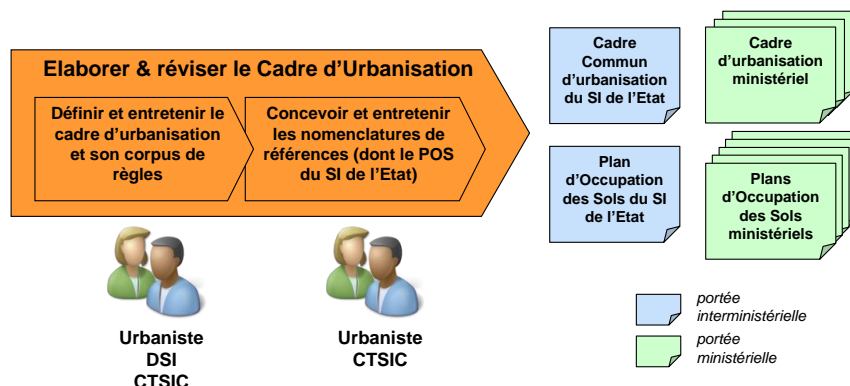 Elaborer & réviser le Cadre d'Urbanisation
Définir et entretenir le
cadre d'urbanisation
et son corpus de
règles
Concevoir et entretenir
les nomenclatures de
références (dont le POS
du SI de l'Etat)
Urbaniste
DSI
CTSIC
Urbaniste
CTSIC
Cadre
Commun
d'urbanisation
du SI de l'Etat
Cadre
d'urbanisation
ministériel
Plan
d'Occupation
des Sols du SI
de l'Etat
Plans
d'Occupation
des Sols
ministériels
portée
interministérielle
portée
ministérielle